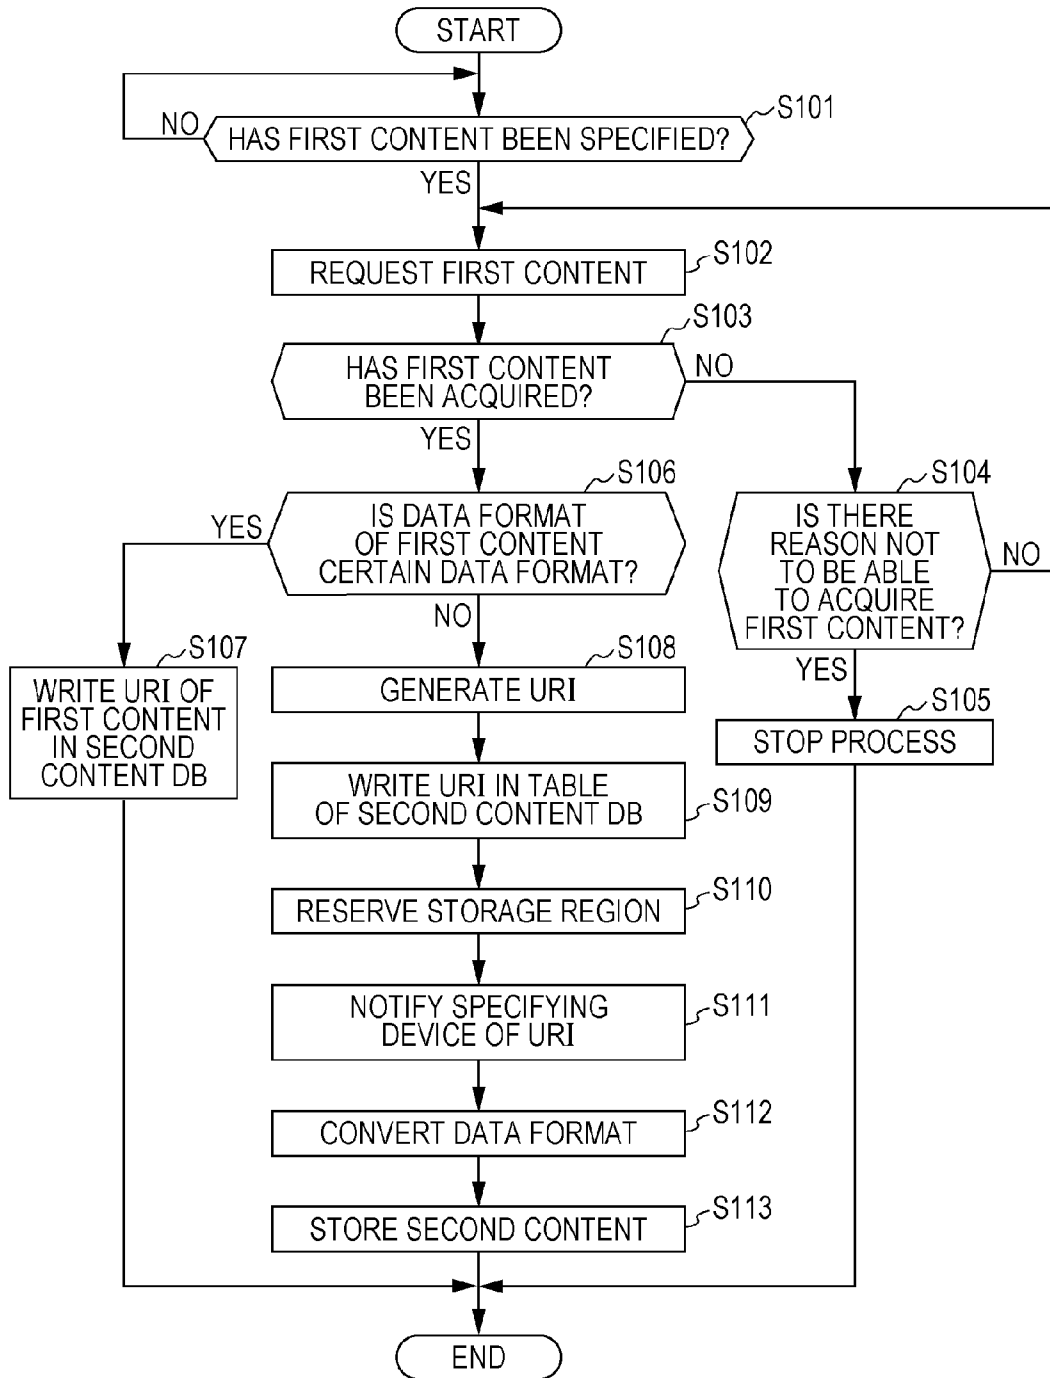 START
S101
NO
HAS FIRST CONTENT BEEN SPECIFIED?
YES
S102
REQUEST FIRST CONTENT
S103
HAS FIRST CONTENT
BEEN ACQUIRED?
NO
YES
S106
IS DATA FORMAT
OF FIRST CONTENT
CERTAIN DATA FORMAT?
YES
NO
S104
IS THERE
REASON NOT
TO BE ABLE
TO ACQUIRE
FIRST CONTENT?
NO
YES
S107
WRITE URI OF
FIRST CONTENT
IN SECOND
CONTENT DB
S108
GENERATE URI
S105
STOP PROCESS
WRITE URI IN TABLE
OF SECOND CONTENT DB
S109
RESERVE STORAGE REGION
S110
NOTIFY SPECIFYING
DEVICE OF URI
S111
CONVERT DATA FORMAT
S112
STORE SECOND CONTENT
S113
END